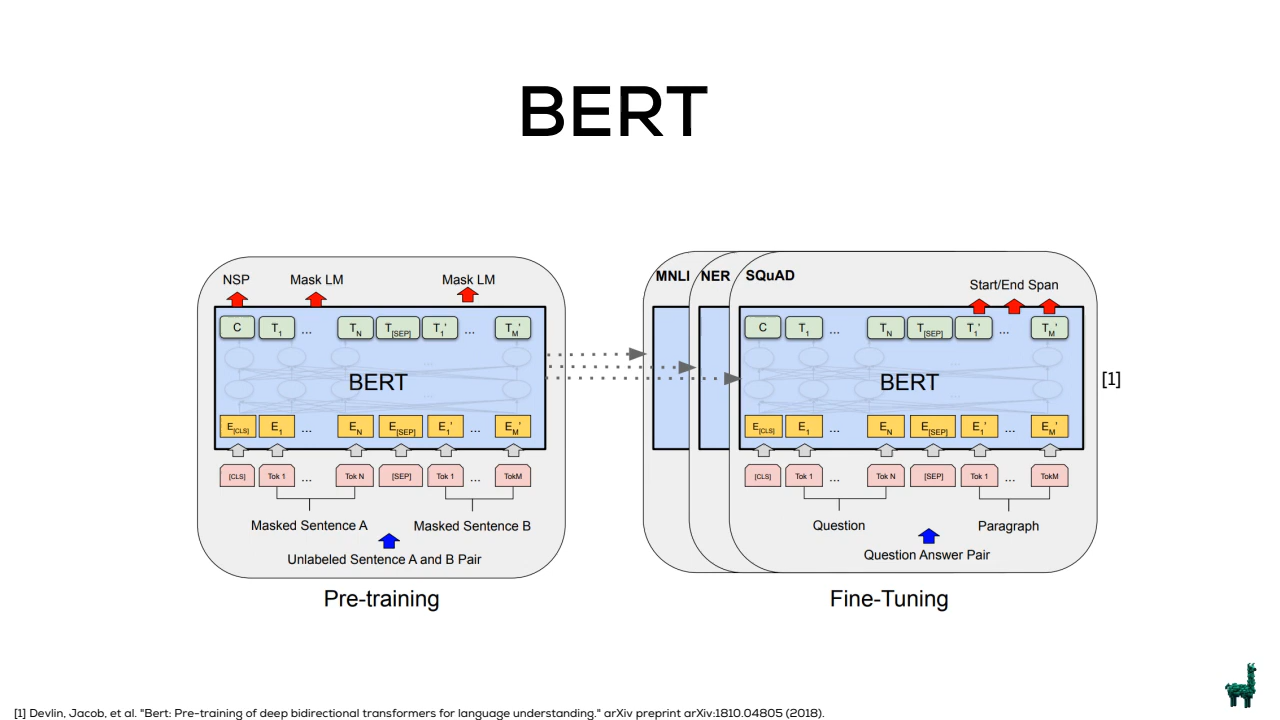 BERT
NSP Mask LM Mask LM
C T1 ... TN T[SEP] T1' ... TM'
BERT
E[CLS] E1 ... EN E[SEP] E1' ... EM'
[CLS] Tok 1 ... Tok N [SEP] Tok 1 ... TokM
Masked Sentence A Masked Sentence B
Unlabeled Sentence A and B Pair
Pre-training
MNLI NER SQuAD
Start/End Span
C T1 ... TN T[SEP] T1' ... TM'
BERT
E[CLS] E1 ... EN E[SEP] E1' ... EM'
[CLS] Tok 1 ... Tok N [SEP] Tok 1 ... TokM
Question Paragraph
Question Answer Pair
Fine-Tuning
[1]
[1] Devlin, Jacob, et al. "Bert: Pre-training of deep bidirectional transformers for language understanding." arXiv preprint arXiv:1810.04805 (2018).